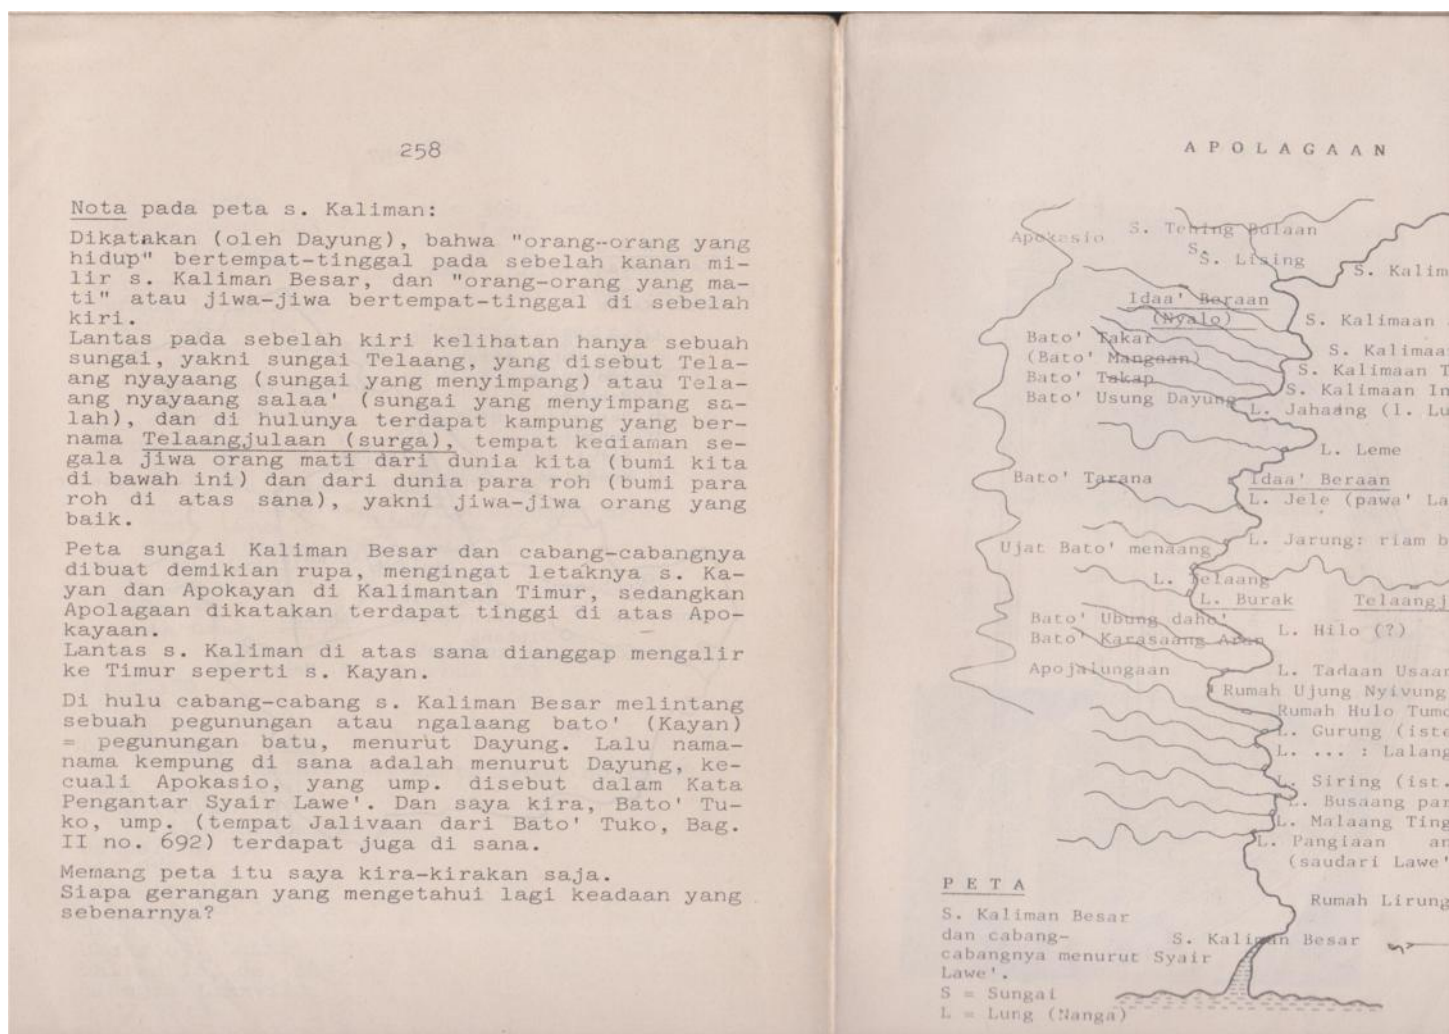 258
Nota pada peta s. Kaliman:
Dikatakan (oleh Dayung), bahwa "orang-orang yang
hidup" bertempat-tinggal pada sebelah kanan mi-
lir s. Kaliman Besar, dan "orang-orang yang ma-
ti" atau jiwa-jiwa bertempat-tinggal di sebelah
kiri.
Lantas pada sebelah kiri kelihatan hanya sebuah
sungai, yakni sungai Telaang, yang disebut Tela-
ang nyayaang (sungai yang menyimpang) atau Tela-
ang nyayaang salaa' (sungai yang menyimpang sa-
lah), dan di hulunya terdapat kampung yang ber-
nama Telaangjulaan (surga), tempat kediaman se-
gala jiwa orang mati dari dunia kita (bumi kita
di bawah ini) dan dari dunia para roh (bumi para
roh di atas sana), yakni jiwa-jiwa orang yang
baik.
Peta sungai Kaliman Besar dan cabang-cabangnya
dibuat demikian rupa, mengingat letaknya s. Ka-
yan dan Apokayan di Kalimantan Timur, sedangkan
Apolagaan dikatakan terdapat tinggi di atas Apo-
kayaan.
Lantas s. Kaliman di atas sana dianggap mengalir
ke Timur seperti s. Kayan.
Di hulu cabang-cabang s. Kaliman Besar melintang
sebuah pegunungan atau ngalaang bato' (Kayan)
= pegunungan batu, menurut Dayung. Lalu nama-
nama kempung di sana adalah menurut Dayung, ke-
cuali Apokasio, yang ump. disebut dalam Kata
Pengantar Syair Lawe'. Dan saya kira, Bato' Tu-
ko, ump. (tempat Jalivaan dari Bato' Tuko, Bag.
II no. 692) terdapat juga di sana.
Memang peta itu saya kira-kirakan saja.
Siapa gerangan yang mengetahui lagi keadaan yang
sebenarnya?
APOLAGAAN
Apokasio
S. Tebing Bulaan
S.
S. Lising
S. Kalim
Idaa' Beraan
(Nyalo)
S. Kalimaan
Bato' Takar
S. Kalimaa
(Bato' Mangaan)
S. Kalimaan T
Bato' Takap
S. Kalimaan In
Bato' Usung Dayung
L. Jahaang (l. Lu
L. Leme
Bato' Tarana
Idaa' Beraan
L. Jele (pawa' La
Ujat Bato' menaang
L. Jarung: riam b
L. Telaang
L. Burak
Telaangj
Bato' Ubung daho'
L. Hilo (?)
Bato' Karasaang Aran
Apojalungaan
L. Tadaan Usaa
Rumah Ujung Nyivung
Rumah Hulo Tumo
L. Gurung (iste
L. ... : Lalang
L. Siring (ist.
L. Busaang par
L. Malaang Ting
L. Pangiaan an
(saudari Lawe'
Rumah Lirung
PETA
S. Kaliman Besar
dan cabang-
cabangnya menurut Syair
Lawe'.
S = Sungai
L = Lung (Nanga)
S. Kaliman Besar